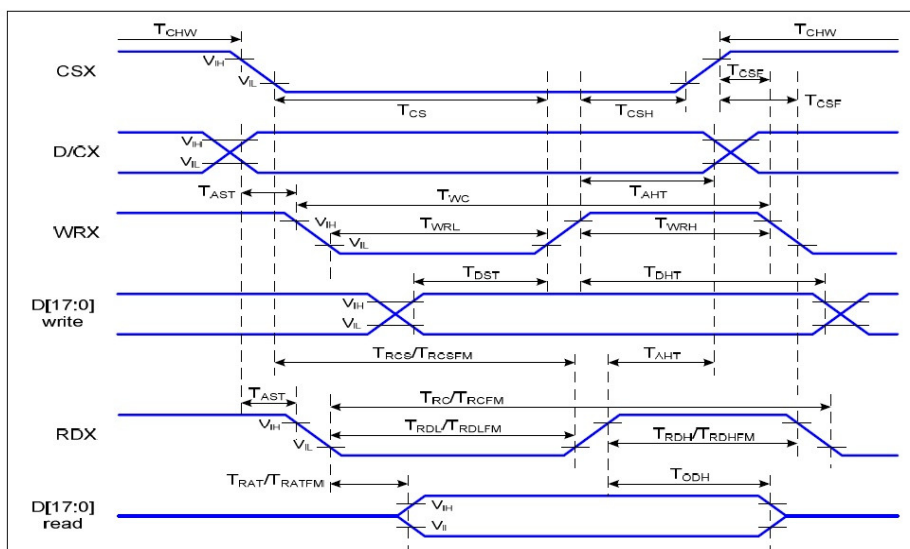 TCHW TCHW
CSX VIH VIL TCSF
TCS TCSH TCSF
D/CX VIH VIL
TAST TWC TAHT
WRX VIH VIL TWRL TWRH
TDST TDHT
D[17:0] write VIH VIL
TRCS/TRCSFM TAHT
TAST TRC/TRCFM
RDX VIH VIL TRDL/TRDLFM TRDH/TRDHFM
TRAT/TRATFM TODH
D[17:0] read VIH VIL